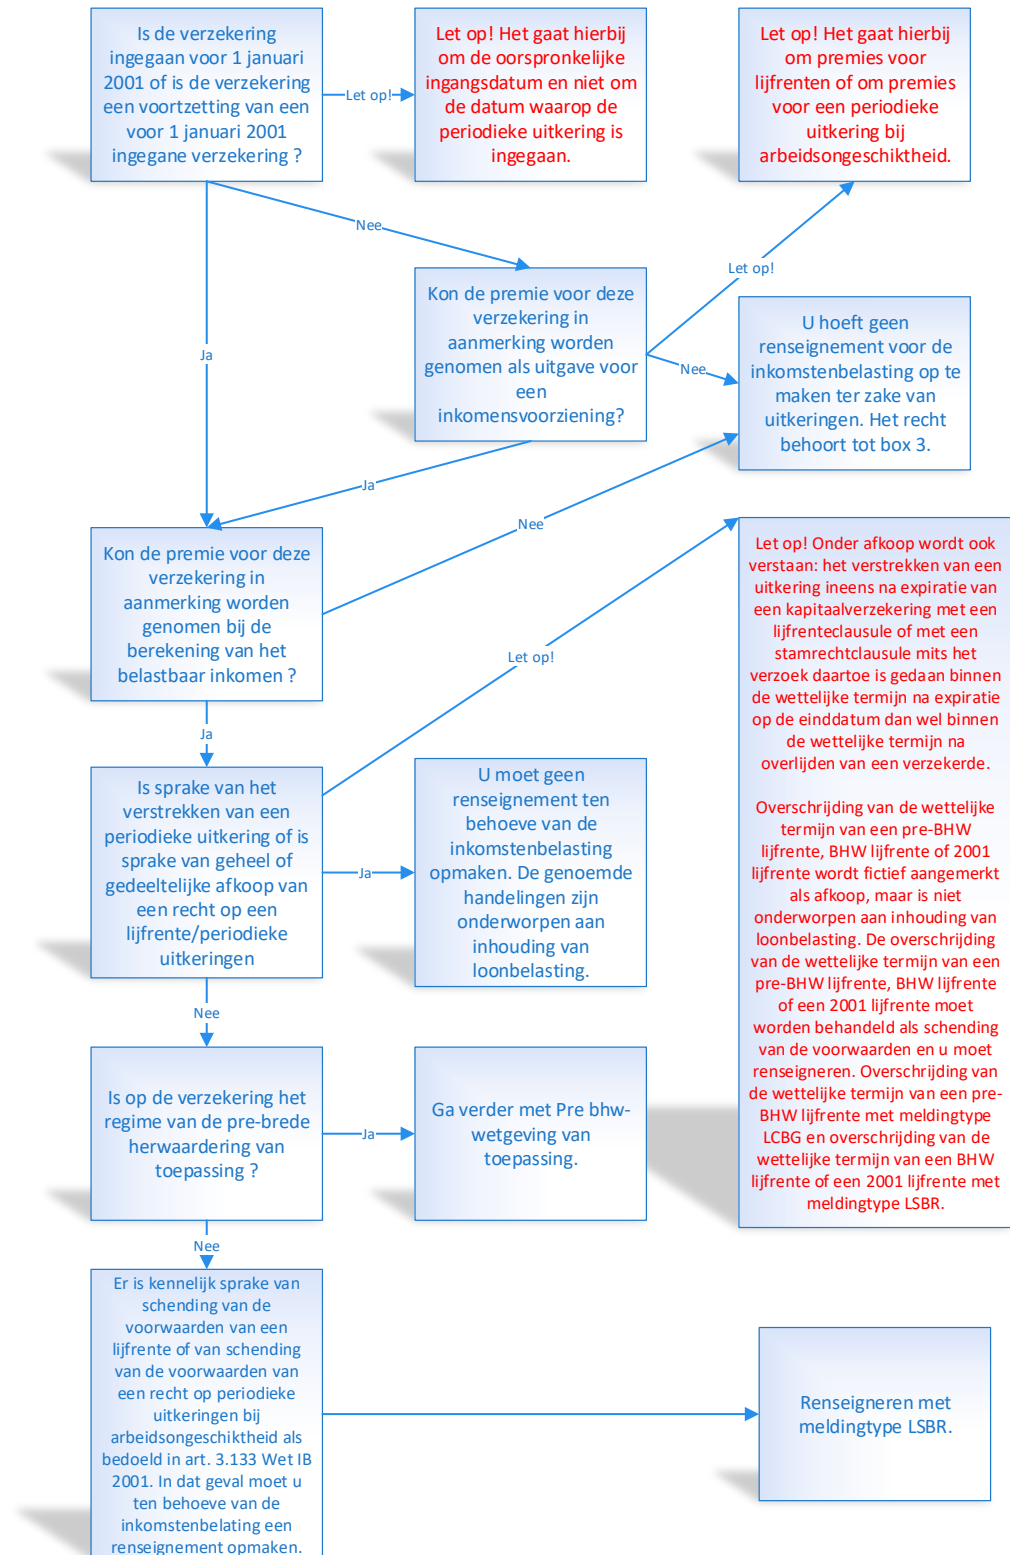 Is de verzekering
ingegaan voor 1 januari
2001 of is de verzekering
een voortzetting van een
voor 1 januari 2001
ingegane verzekering ?
Let op!
Let op! Het gaat hierbij
om de oorspronkelijke
ingangsdatum en niet om
de datum waarop de
periodieke uitkering is
ingegaan.
Let op! Het gaat hierbij
om premies voor
lijfrenten of om premies
voor een periodieke
uitkering bij
arbeidsongeschiktheid.
Nee
Ja
Kon de premie voor deze
verzekering in
aanmerking worden
genomen als uitgave voor
een
inkomensvoorziening?
Let op!
Nee
U hoeft geen
renseignement voor de
inkomstenbelasting op te
maken ter zake van
uitkeringen. Het recht
behoort tot box 3.
Ja
Nee
Kon de premie voor deze
verzekering in
aanmerking worden
genomen bij de
berekening van het
belastbaar inkomen ?
Let op!
Let op! Onder afkoop wordt ook
verstaan: het verstrekken van een
uitkering ineens na expiratie van
een kapitaalverzekering met een
lijfrenteclausule of met een
stamrechtclausule mits het
verzoek daartoe is gedaan binnen
de wettelijke termijn na expiratie
op de einddatum dan wel binnen
de wettelijke termijn na
overlijden van een verzekerde.
Overschrijding van de wettelijke
termijn van een pre-BHW
lijfrente, BHW lijfrente of 2001
lijfrente wordt fictief aangemerkt
als afkoop, maar is niet
onderworpen aan inhouding van
loonbelasting. De overschrijding
van de wettelijke termijn van een
pre-BHW lijfrente, BHW lijfrente
of een 2001 lijfrente moet
worden behandeld als schending
van de voorwaarden en u moet
renseigneren. Overschrijding van
de wettelijke termijn van een pre-
BHW lijfrente met meldingtype
LCBG en overschrijding van de
wettelijke termijn van een BHW
lijfrente of een 2001 lijfrente met
meldingtype LSBR.
Ja
Is sprake van het
verstrekken van een
periodieke uitkering of is
sprake van geheel of
gedeeltelijke afkoop van
een recht op een
lijfrente/periodieke
uitkeringen
Ja
U moet geen
renseignement ten
behoeve van de
inkomstenbelasting
opmaken. De genoemde
handelingen zijn
onderworpen aan
inhouding van
loonbelasting.
Nee
Is op de verzekering het
regime van de pre-brede
herwaardering van
toepassing ?
Ja
Ga verder met Pre bhw-
wetgeving van
toepassing.
Nee
Er is kennelijk sprake van
schending van de
voorwaarden van een
lijfrente of van schending
van de voorwaarden van
een recht op periodieke
uitkeringen bij
arbeidsongeschiktheid als
bedoeld in art. 3.133 Wet IB
2001. In dat geval moet u
ten behoeve van de
inkomstenbelating een
renseignement opmaken.
Renseigneren met
meldingtype LSBR.